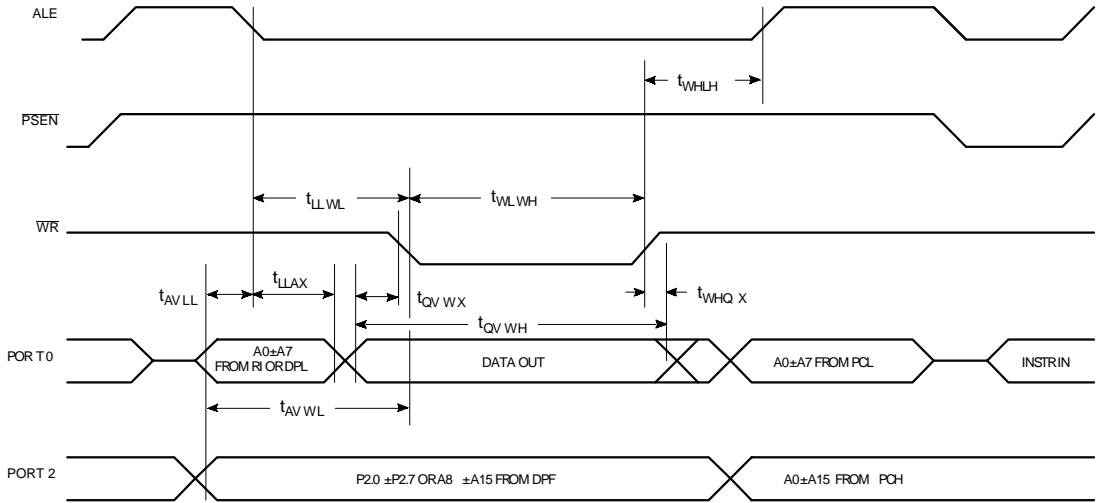 ALE
tWHLH
PSEN
tLLWL
tWLWH
WR
tAVLL
tLLAX
tQVWX
tWHQX
tQVWH
PORT0
A0±A7
FROM RI OR DPL
DATA OUT
A0±A7 FROM PCL
INSTR IN
tAVWL
PORT 2
P2.0 ±P2.7 OR A8 ±A15 FROM DPF
A0±A15 FROM PCH